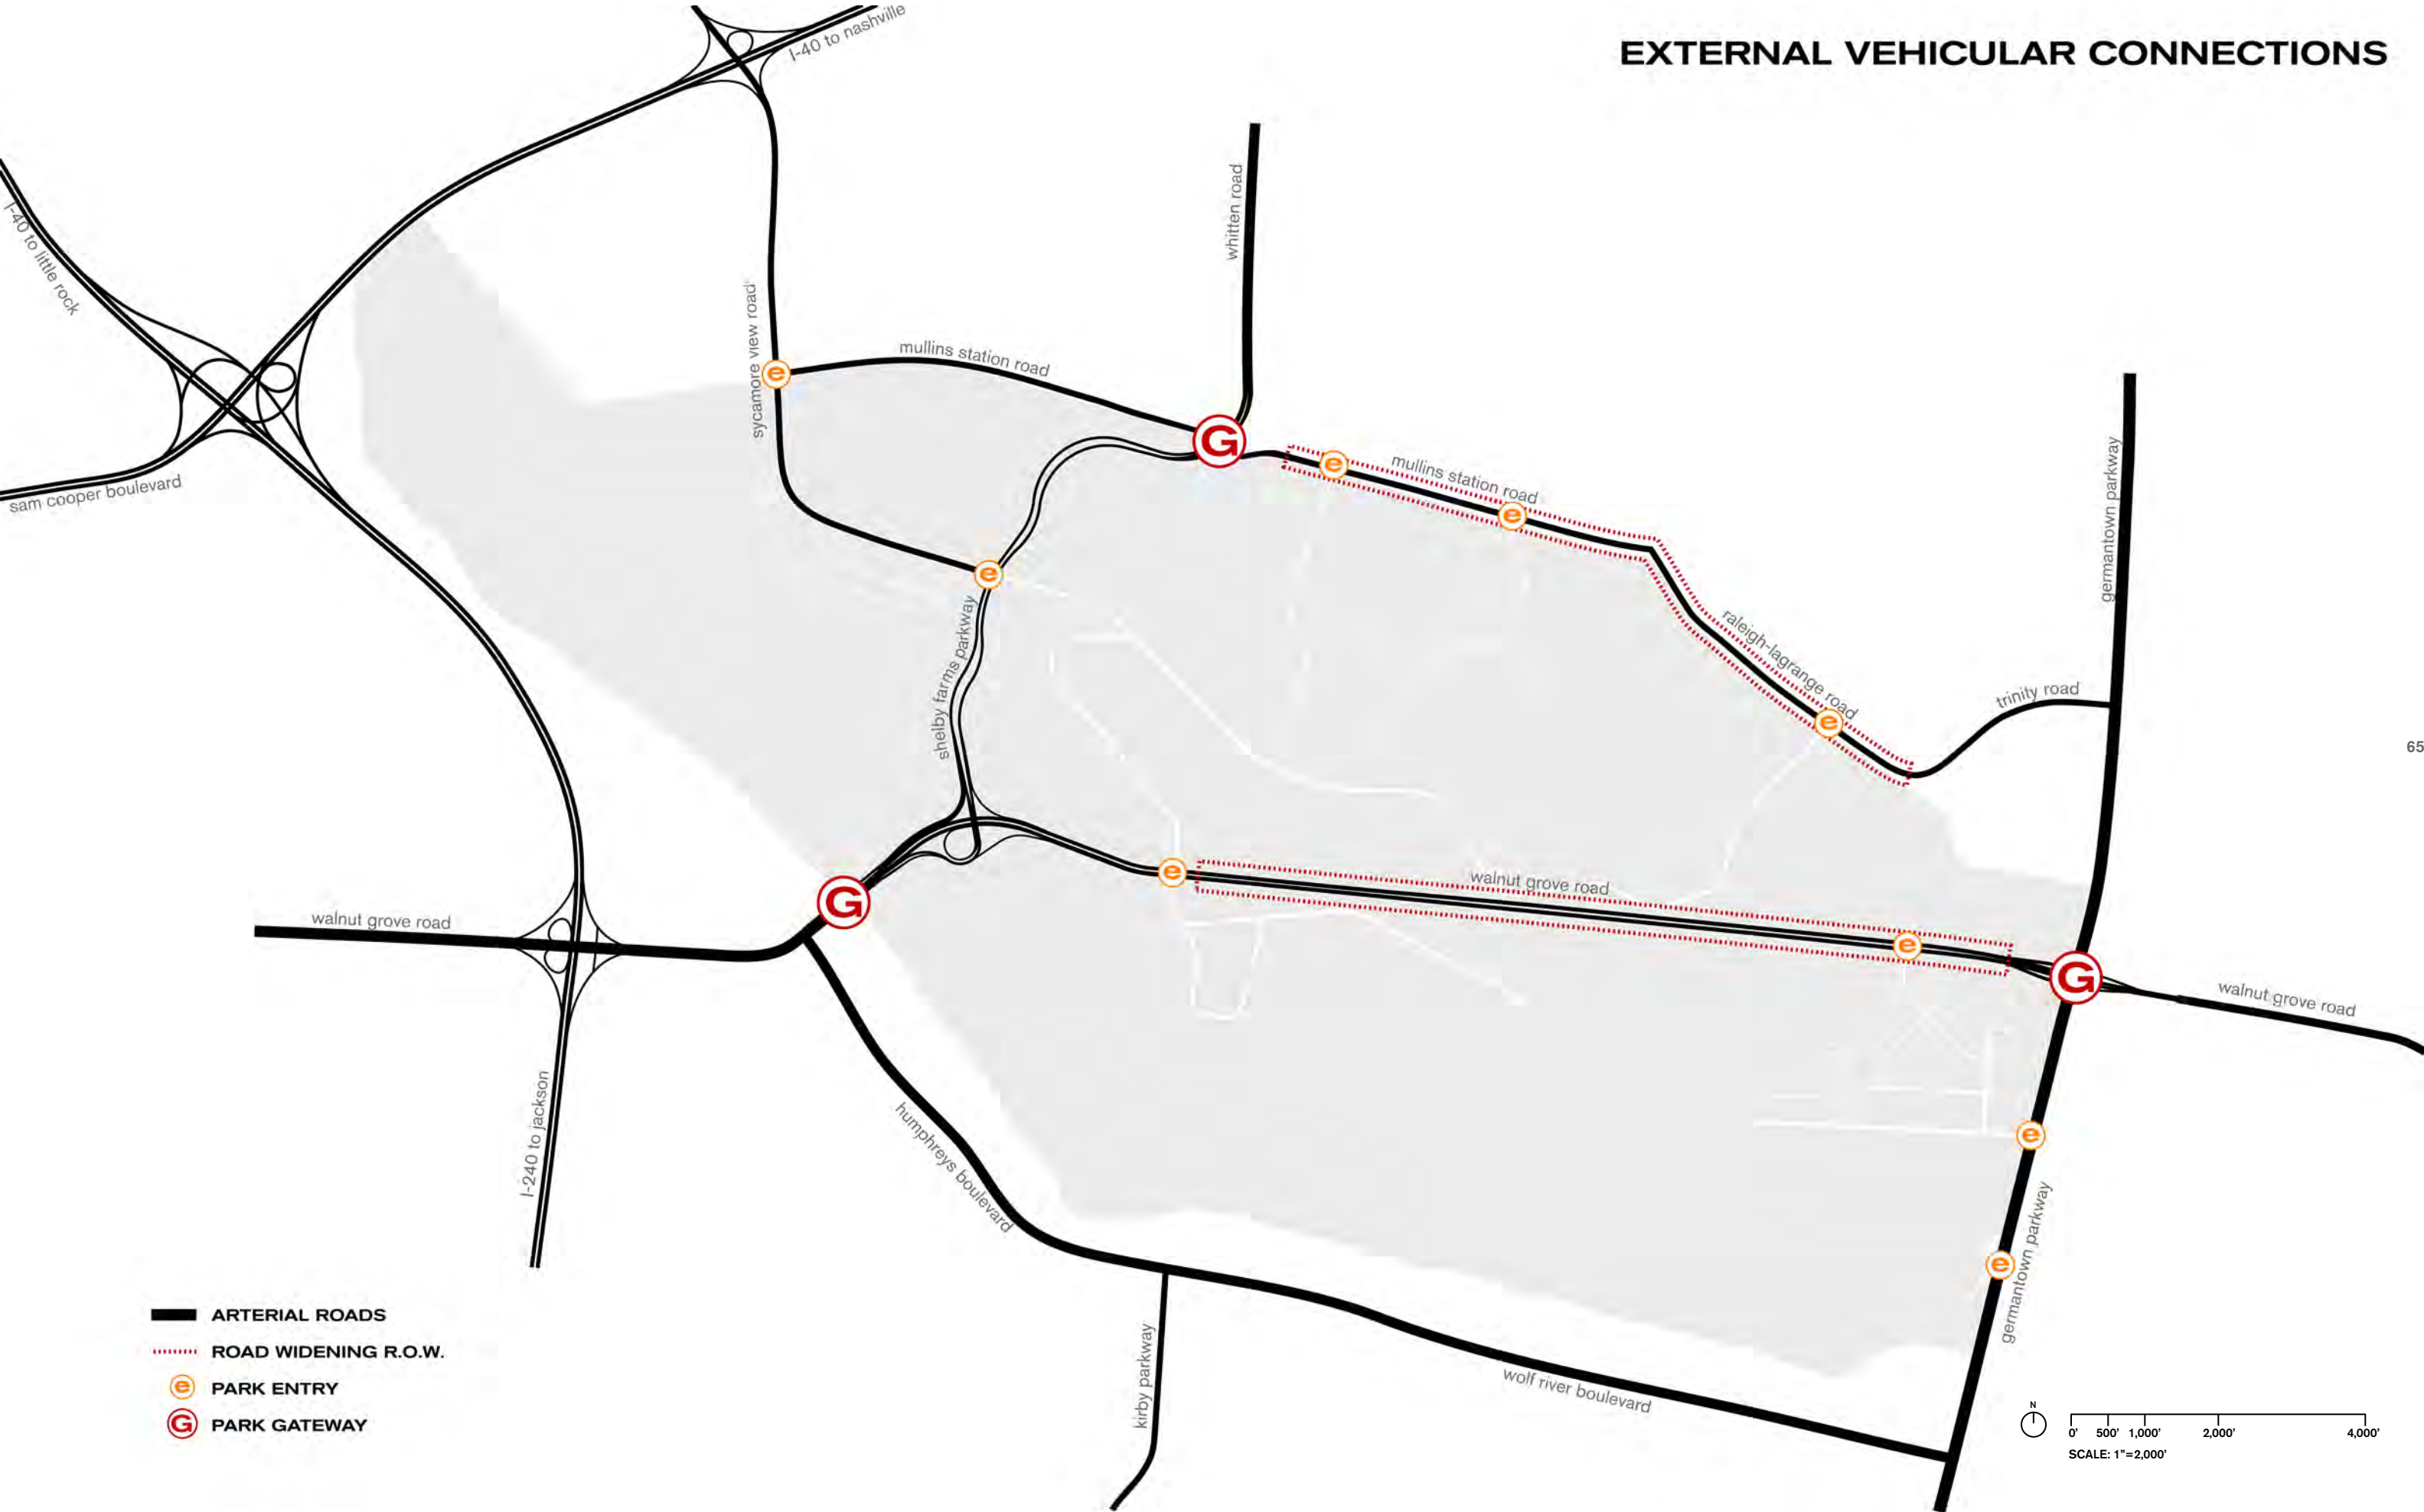 EXTERNAL VEHICULAR CONNECTIONS
I-40 to nashville
whitten road
I-40 to little rock
sycamore view road
mullins station road
sam cooper boulevard
mullins station road
germantown parkway
raleigh-lagrange road
trinity road
shelby farms parkway
65
walnut grove road
walnut grove road
walnut grove road
I-240 to jackson
humphreys boulevard
germantown parkway
kirby parkway
wolf river boulevard
e
e
e
e
e
e
e
e
e
G
G
G
ARTERIAL ROADS
ROAD WIDENING R.O.W.
e PARK ENTRY
G PARK GATEWAY
N
0' 500' 1,000' 2,000' 4,000'
SCALE: 1"=2,000'